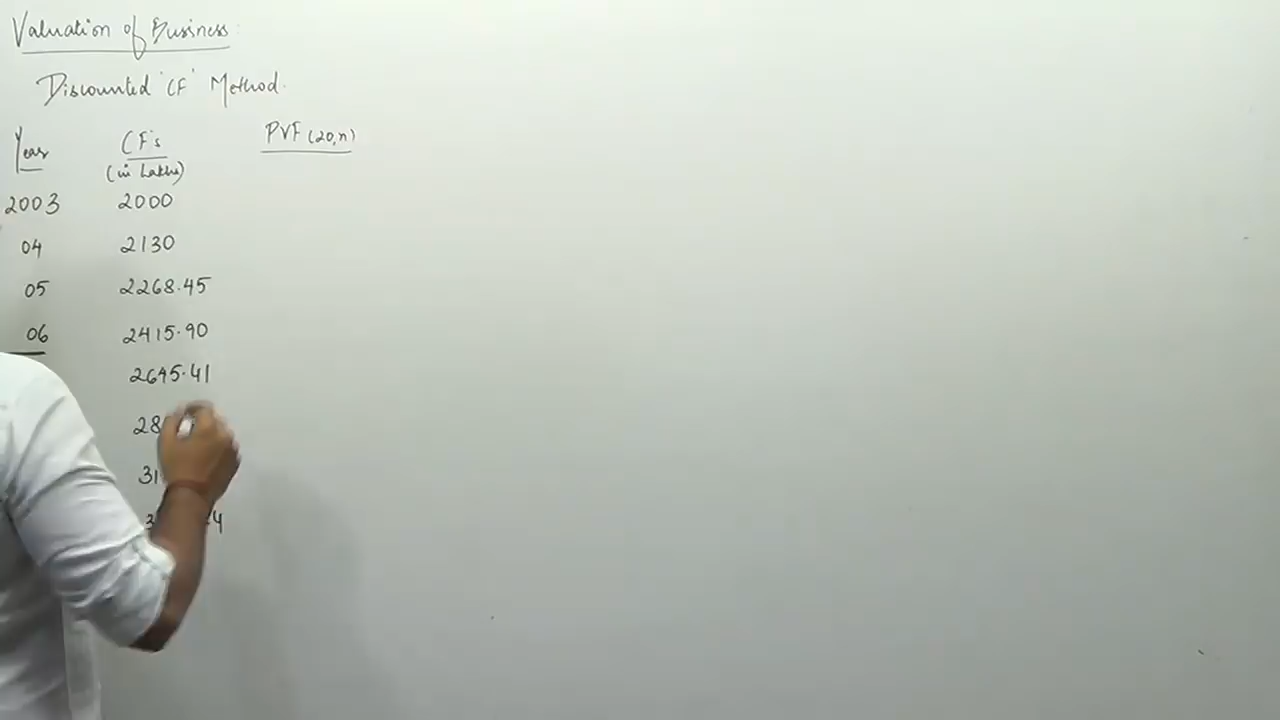 Valuation of Business:
Discounted 'CF' Method.
Year CF's PVF (20,n)
(in Lakhs)
2003 2000
04 2130
05 2268.45
06 2415.90
2645.41